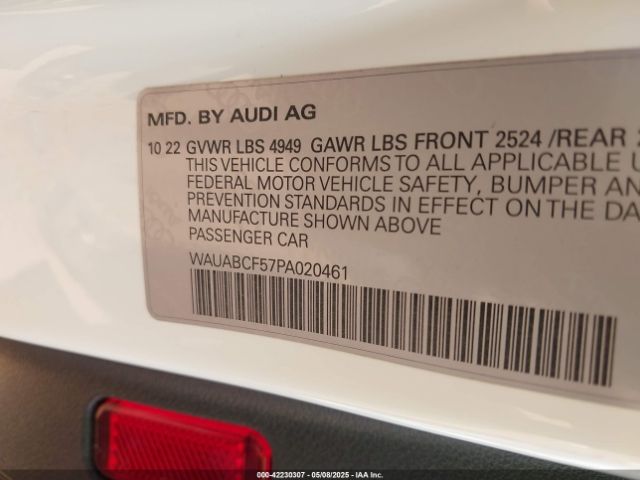 MFD. BY AUDI AG
10 22 GVWR LBS 4949 GAWR LBS FRONT 2524 /REAR
THIS VEHICLE CONFORMS TO ALL APPLICABLE
FEDERAL MOTOR VEHICLE SAFETY, BUMPER AN
PREVENTION STANDARDS IN EFFECT ON THE DA
MANUFACTURE SHOWN ABOVE
PASSENGER CAR
WAUABCF57PA020461
000-42230307 - 05/08/2025 - IAA Inc.